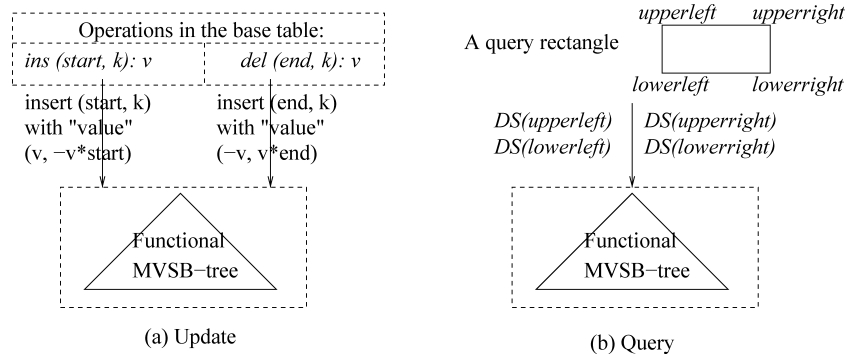 Operations in the base table:
ins (start, k): v
del (end, k): v
insert (start, k)
with "value"
(v, −v*start)
insert (end, k)
with "value"
(−v, v*end)
Functional
MVSB−tree
(a) Update
upperleft
upperright
A query rectangle
lowerleft
lowerright
DS(upperleft)
DS(upperright)
DS(lowerleft)
DS(lowerright)
Functional
MVSB−tree
(b) Query